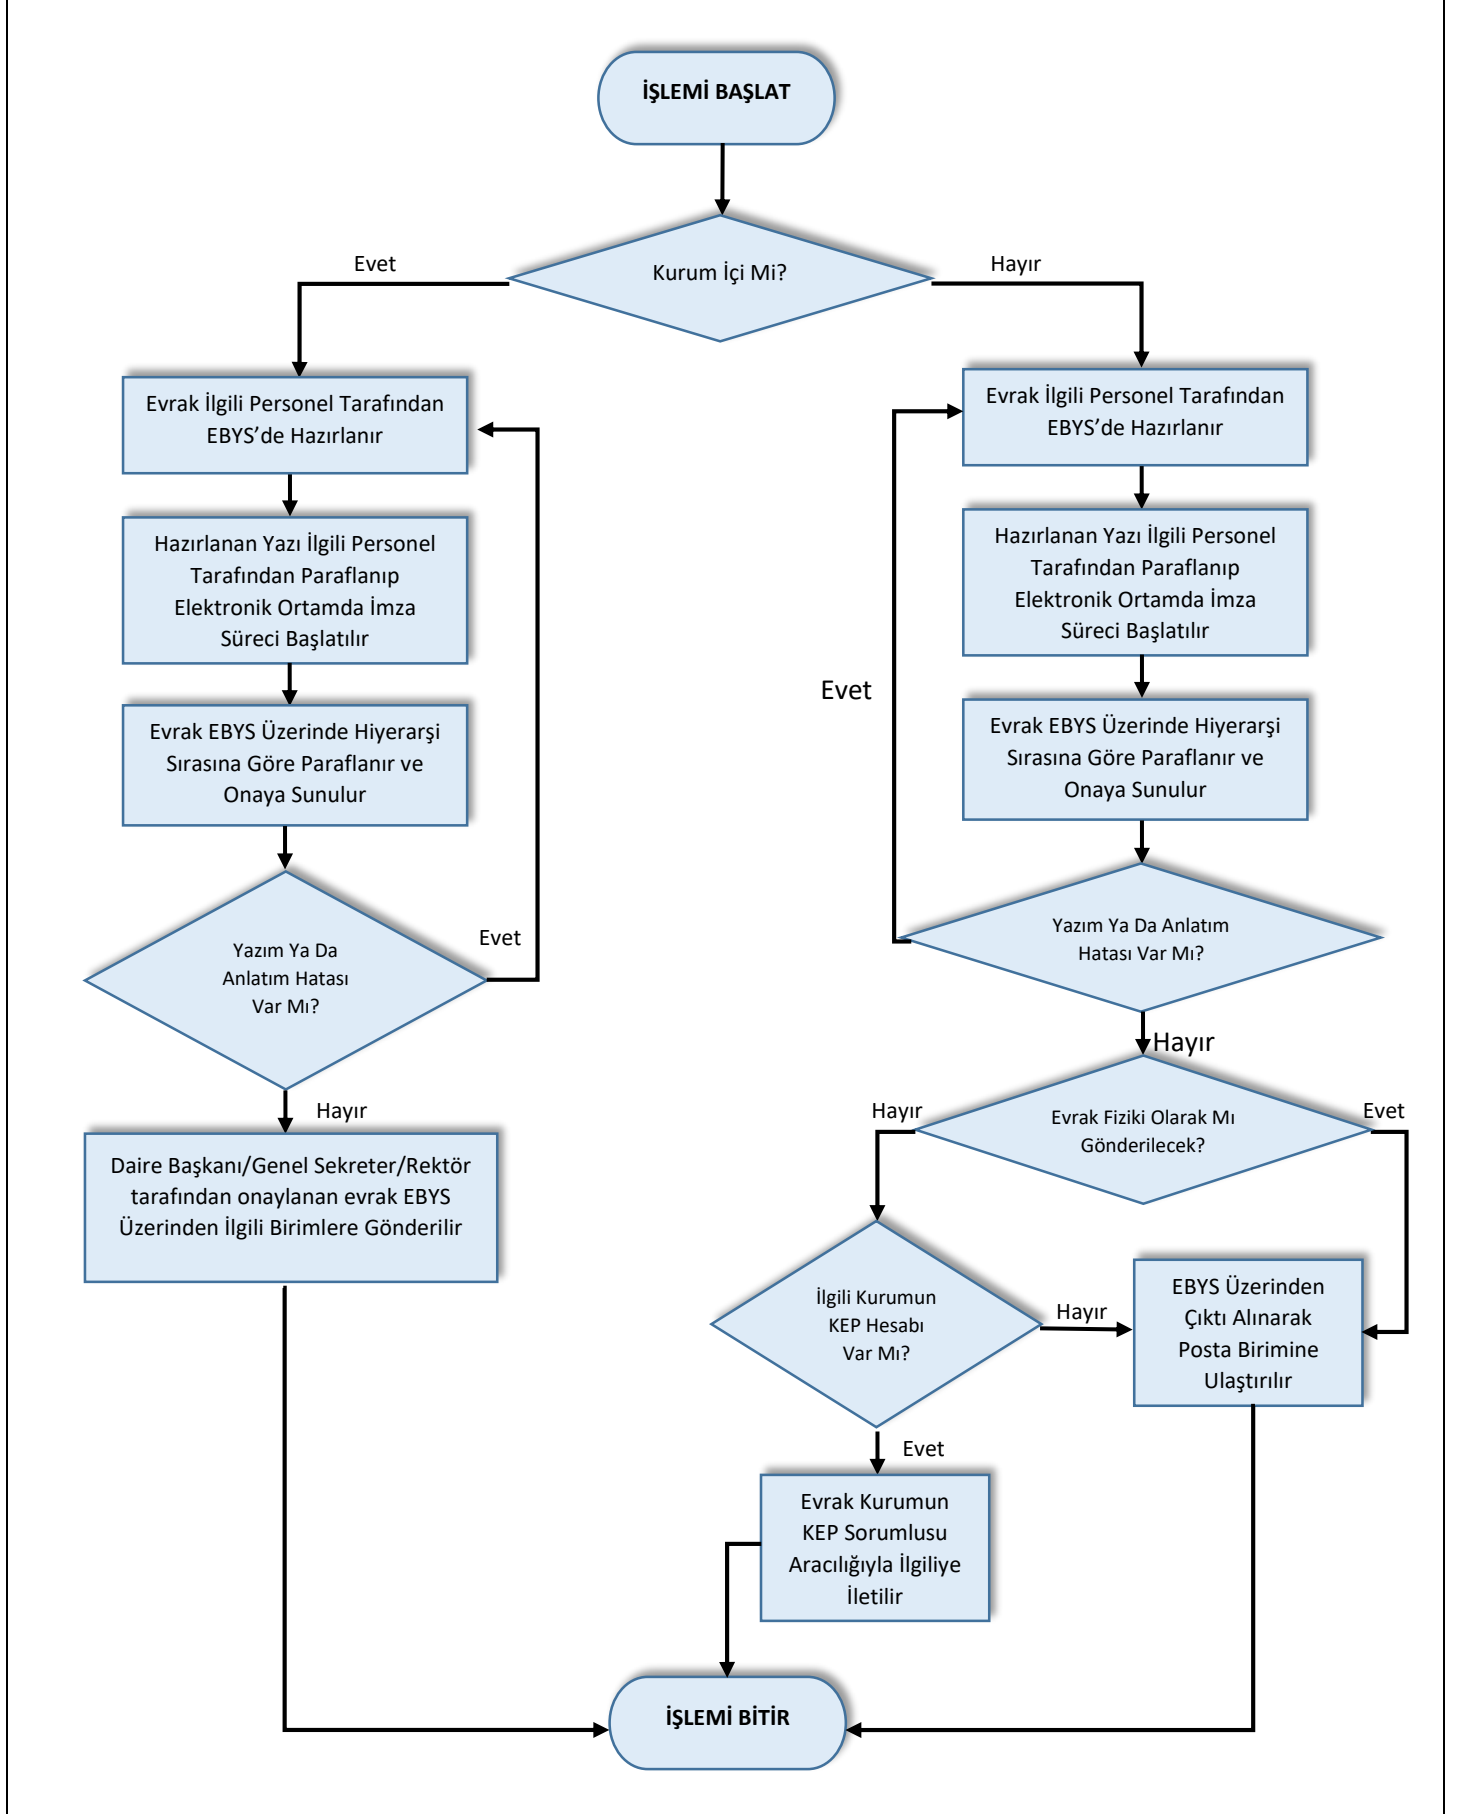 İŞLEMİ BAŞLAT
Kurum İçi Mi?
Evet
Hayır
Evrak İlgili Personel Tarafından
EBYS’de Hazırlanır
Hazırlanan Yazı İlgili Personel
Tarafından Paraflanıp
Elektronik Ortamda İmza
Süreci Başlatılır
Evrak EBYS Üzerinde Hiyerarşi
Sırasına Göre Paraflanır ve
Onaya Sunulur
Yazım Ya Da
Anlatım Hatası
Var Mı?
Evet
Hayır
Daire Başkanı/Genel Sekreter/Rektör
tarafından onaylanan evrak EBYS
Üzerinden İlgili Birimlere Gönderilir
Evrak İlgili Personel Tarafından
EBYS’de Hazırlanır
Hazırlanan Yazı İlgili Personel
Tarafından Paraflanıp
Elektronik Ortamda İmza
Süreci Başlatılır
Evet
Evrak EBYS Üzerinde Hiyerarşi
Sırasına Göre Paraflanır ve
Onaya Sunulur
Yazım Ya Da Anlatım
Hatası Var Mı?
Hayır
Hayır
Evrak Fiziki Olarak Mı
Gönderilecek?
Evet
İlgili Kurumun
KEP Hesabı
Var Mı?
Hayır
EBYS Üzerinden
Çıktı Alınarak
Posta Birimine
Ulaştırılır
Evet
Evrak Kurumun
KEP Sorumlusu
Aracılığıyla İlgiliye
İletilir
İŞLEMİ BİTİR